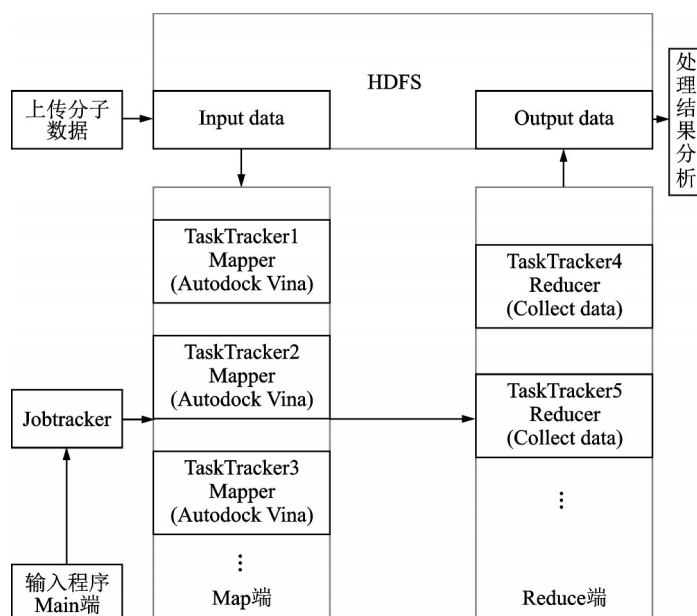 HDFS
上传分子
数据
Input data
Output data
处
理
结
果
分
析
TaskTracker1
Mapper
(Autodock Vina)
TaskTracker2
Mapper
(Autodock Vina)
TaskTracker3
Mapper
(Autodock Vina)
⋮
Map端
Jobtracker
输入程序
Main端
TaskTracker4
Reducer
(Collect data)
TaskTracker5
Reducer
(Collect data)
⋮
Reduce端